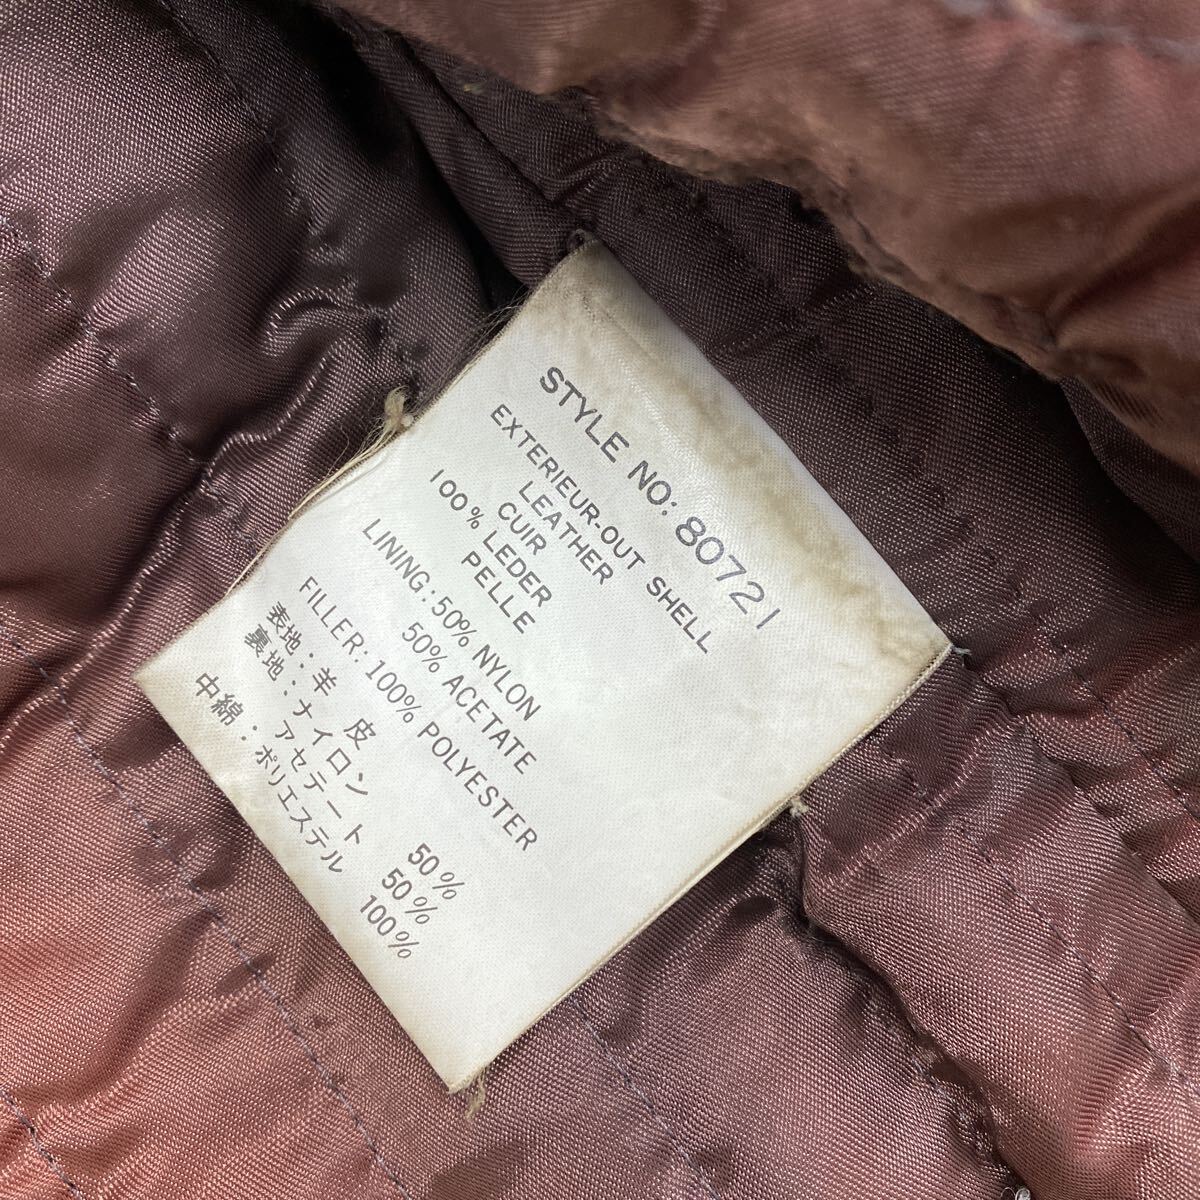 STYLE NO: 80721
EXTERIEUR-OUT SHELL
LEATHER
CUIR
100% LEDER
PELLE
LINING: 50% NYLON
50% ACETATE
FILLER: 100% POLYESTER
表地: 羊 皮
裏地: ナイロン 50%
アセテート 50%
中綿: ポリエステル 100%